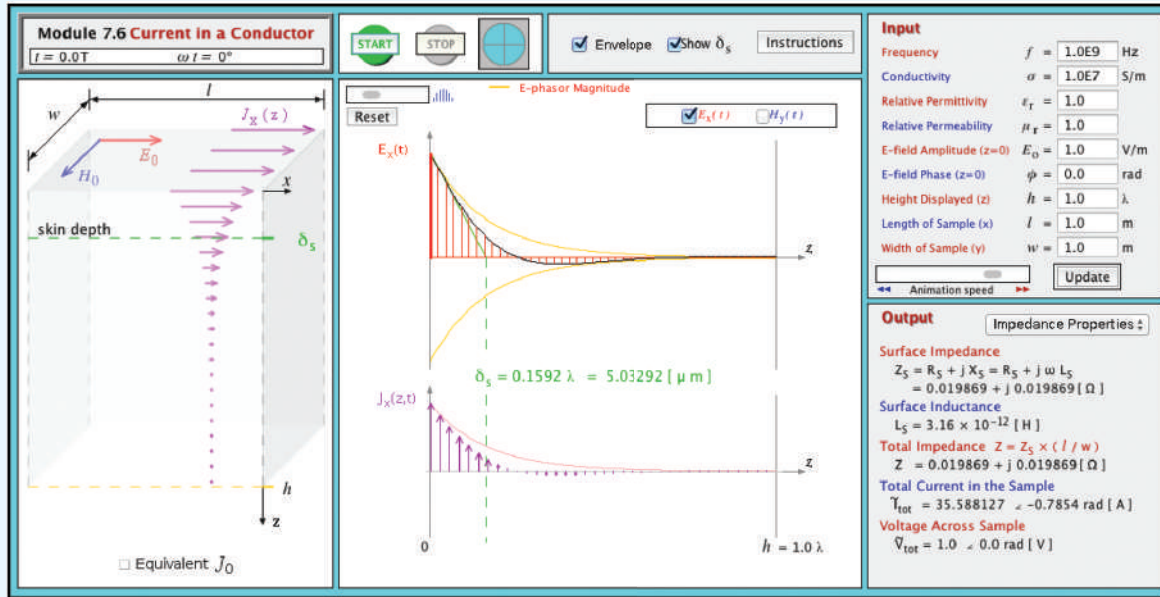 Module 7.6 Current in a Conductor
t = 0.0T ω t = 0°
START
STOP
Envelope
Show δs
Instructions
l
w
Jx(z)
E0
H0
x
skin depth
δs
h
z
Equivalent J0
E-phasor Magnitude
Reset
Ex(t)
Hy(t)
Ex(t)
z
δs = 0.1592 λ = 5.03292 [ μ m ]
Jx(z,t)
z
0
h = 1.0 λ
Input
Frequency f = 1.0E9 Hz
Conductivity σ = 1.0E7 S/m
Relative Permittivity εr = 1.0
Relative Permeability μr = 1.0
E-field Amplitude (z=0) Eo = 1.0 V/m
E-field Phase (z=0) φ = 0.0 rad
Height Displayed (z) h = 1.0 λ
Length of Sample (x) l = 1.0 m
Width of Sample (y) w = 1.0 m
Animation speed
Update
Output
Impedance Properties
Surface Impedance
Zs = Rs + j Xs = Rs + j ω Ls
= 0.019869 + j 0.019869 [ Ω ]
Surface Inductance
Ls = 3.16 × 10⁻¹² [ H ]
Total Impedance Z = Zs × ( l / w )
Z = 0.019869 + j 0.019869 [ Ω ]
Total Current in the Sample
Ĩtot = 35.588127 ∠ -0.7854 rad [ A ]
Voltage Across Sample
Ṽtot = 1.0 ∠ 0.0 rad [ V ]